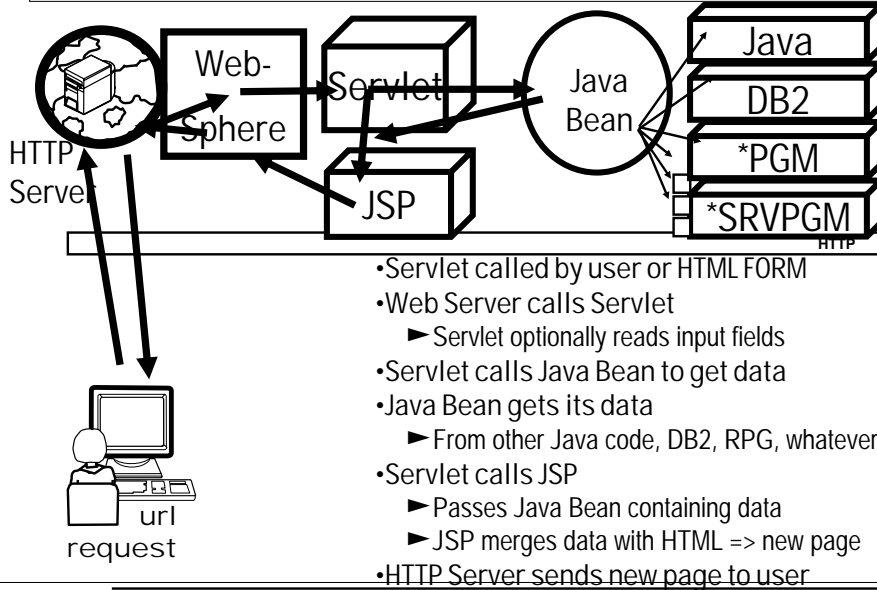 Web-
Sphere
Servlet
Java
Bean
Java
DB2
*PGM
*SRVPGM
HTTP
HTTP
Server
JSP
•Servlet called by user or HTML FORM
•Web Server calls Servlet
►Servlet optionally reads input fields
•Servlet calls Java Bean to get data
•Java Bean gets its data
►From other Java code, DB2, RPG, whatever
•Servlet calls JSP
►Passes Java Bean containing data
►JSP merges data with HTML => new page
•HTTP Server sends new page to user
url
request